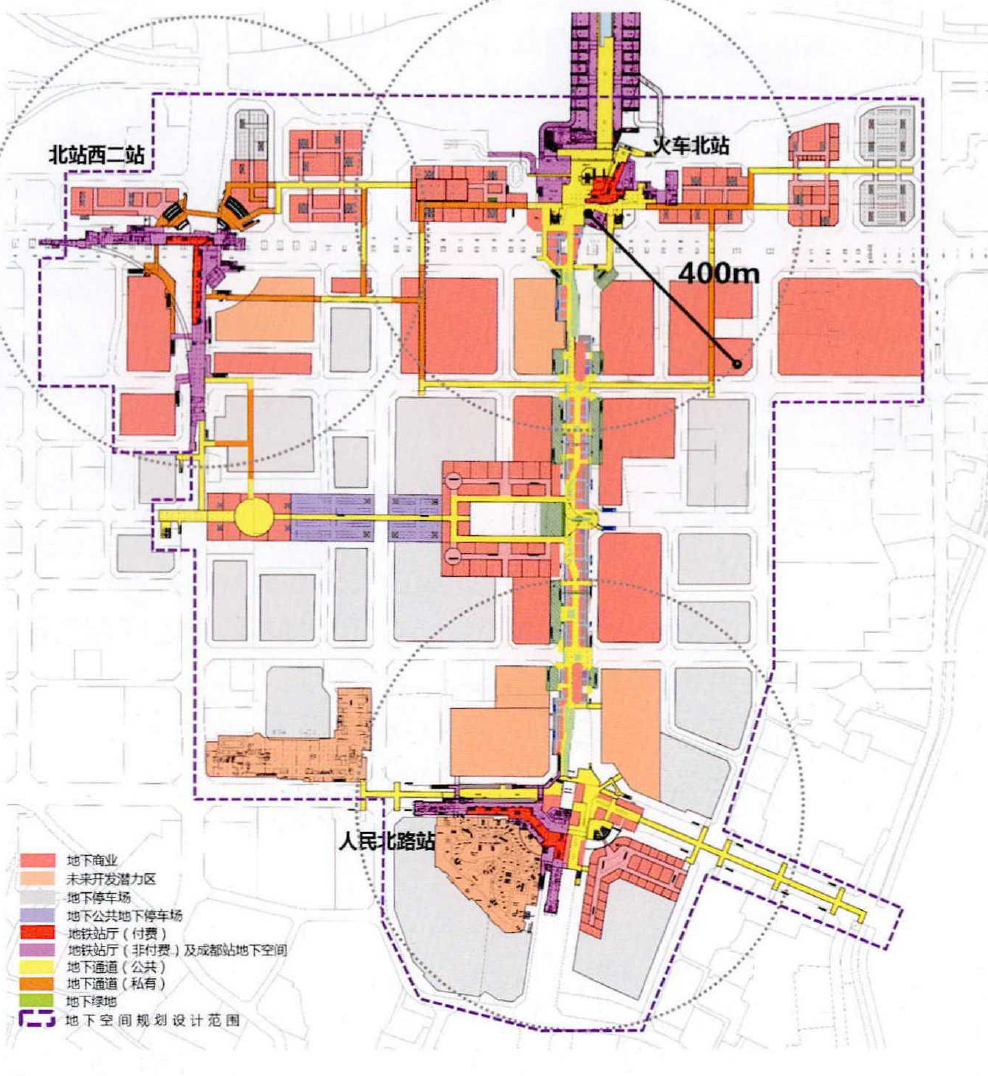 北站西二站
火车北站
400m
人民北路站
地下商业
未来开发潜力区
地下停车场
地下公共地下停车场
地铁站厅（付费）
地铁站厅（非付费）及成都站地下空间
地下通道（公共）
地下通道（私有）
地下绿地
地下空间规划设计范围